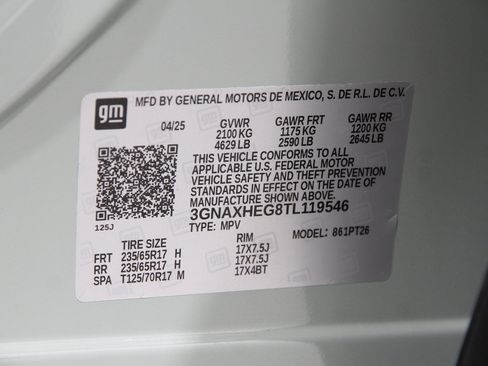 gm
MFD BY GENERAL MOTORS DE MEXICO, S. DE R.L. DE C.V.
04/25 GVWR GAWR FRT GAWR RR
2100 KG 1175 KG 1200 KG
4629 LB 2590 LB 2645 LB
THIS VEHICLE CONFORMS TO ALL
APPLICABLE U.S. FEDERAL MOTOR
VEHICLE SAFETY AND THEFT PREVENTION
STANDARDS IN EFFECT ON THE DATE OF
MANUFACTURE SHOWN ABOVE.
3GNAXHEG8TL119546
125J TYPE: MPV MODEL: 861PT26
TIRE SIZE RIM
FRT 235/65R17 H 17X7.5J
RR 235/65R17 H 17X7.5J
SPA T125/70R17 M 17X4BT